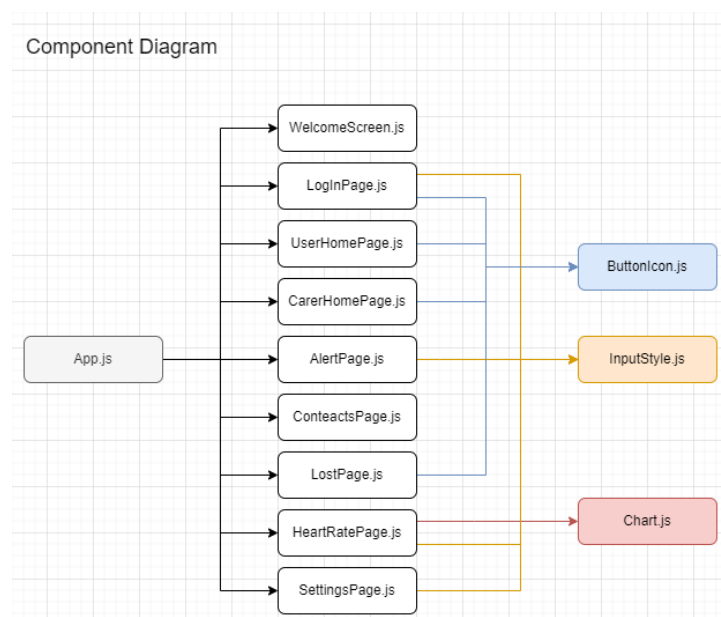 Component Diagram
WelcomeScreen.js
LogInPage.js
UserHomePage.js
ButtonIcon.js
CarerHomePage.js
App.js
AlertPage.js
InputStyle.js
ConteactsPage.js
LostPage.js
Chart.js
HeartRatePage.js
SettingsPage.js